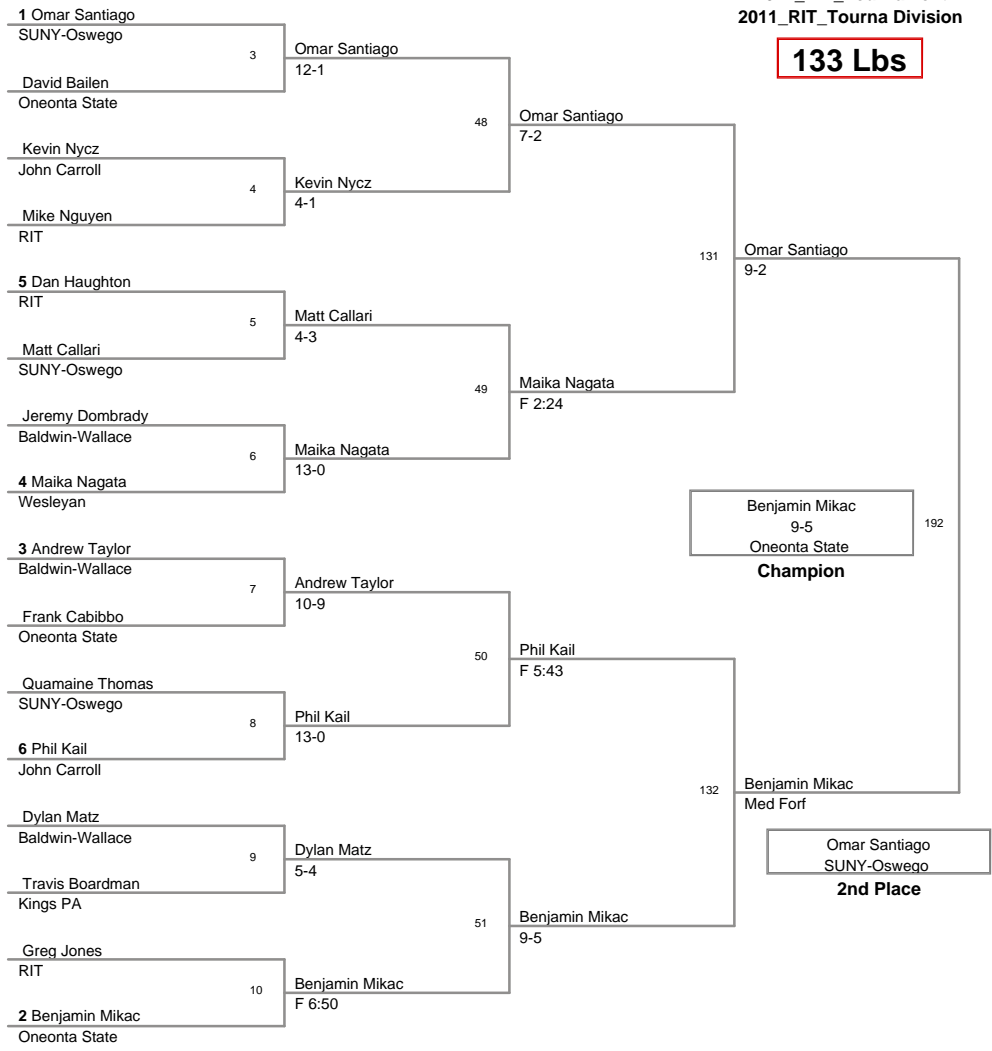 2011_RIT_Tourna Division
133 Lbs
1 Omar Santiago
SUNY-Oswego
3
David Bailen
Oneonta State
Omar Santiago
12-1
48
Kevin Nycz
John Carroll
4
Mike Nguyen
RIT
Kevin Nycz
4-1
Omar Santiago
7-2
131
5 Dan Haughton
RIT
5
Matt Callari
SUNY-Oswego
Matt Callari
4-3
49
Jeremy Dombrady
Baldwin-Wallace
6
4 Maika Nagata
Wesleyan
Maika Nagata
13-0
Maika Nagata
F 2:24
Omar Santiago
9-2
Benjamin Mikac
9-5
Oneonta State
Champion
192
3 Andrew Taylor
Baldwin-Wallace
7
Frank Cabibbo
Oneonta State
Andrew Taylor
10-9
50
Quamaine Thomas
SUNY-Oswego
8
6 Phil Kail
John Carroll
Phil Kail
13-0
Phil Kail
F 5:43
132
Dylan Matz
Baldwin-Wallace
9
Travis Boardman
Kings PA
Dylan Matz
5-4
51
Greg Jones
RIT
10
2 Benjamin Mikac
Oneonta State
Benjamin Mikac
F 6:50
Benjamin Mikac
9-5
Benjamin Mikac
Med Forf
Omar Santiago
SUNY-Oswego
2nd Place